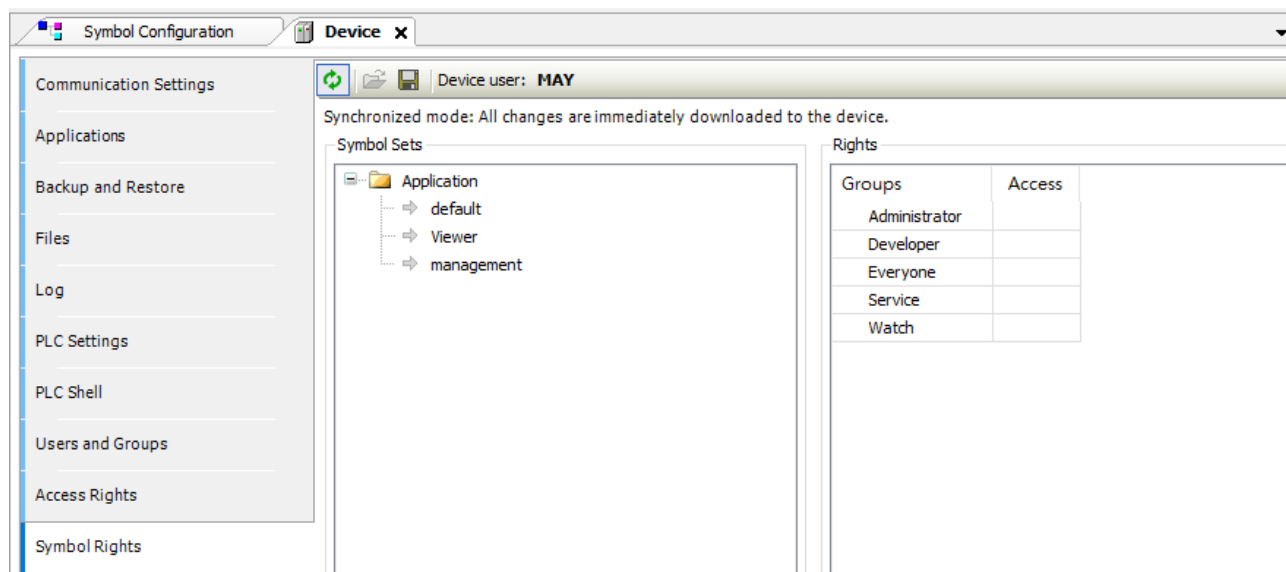 Symbol Configuration
Device
Communication Settings
Applications
Backup and Restore
Files
Log
PLC Settings
PLC Shell
Users and Groups
Access Rights
Symbol Rights
Device user: MAY
Synchronized mode: All changes are immediately downloaded to the device.
Symbol Sets
Application
default
Viewer
management
Rights
Groups Access
Administrator
Developer
Everyone
Service
Watch